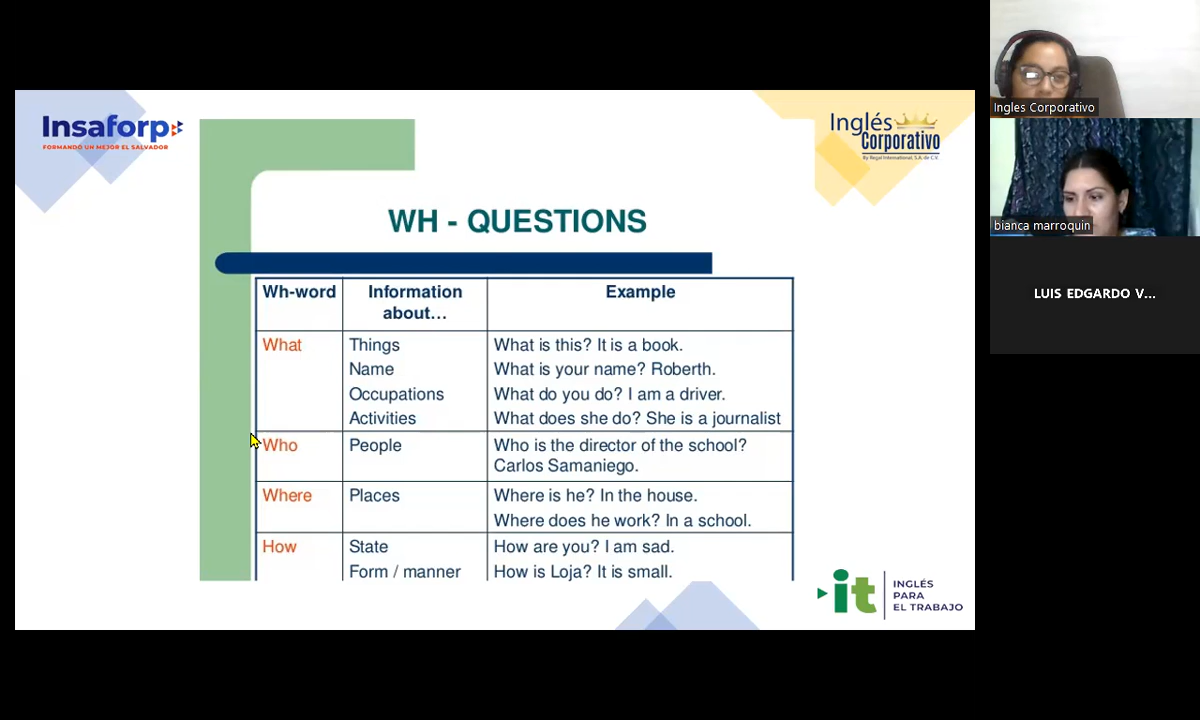 Insaforp
FORMANDO UN MEJOR EL SALVADOR
Inglés
Corporativo
By Regal International, S.A. de C.V.
WH - QUESTIONS
Wh-word Information about… Example
What Things What is this? It is a book.
Name What is your name? Roberth.
Occupations What do you do? I am a driver.
Activities What does she do? She is a journalist
Who People Who is the director of the school?
Carlos Samaniego.
Where Places Where is he? In the house.
Where does he work? In a school.
How State How are you? I am sad.
Form / manner How is Loja? It is small.
it
INGLÉS
PARA
EL TRABAJO
Ingles Corporativo
bianca marroquin
LUIS EDGARDO V...